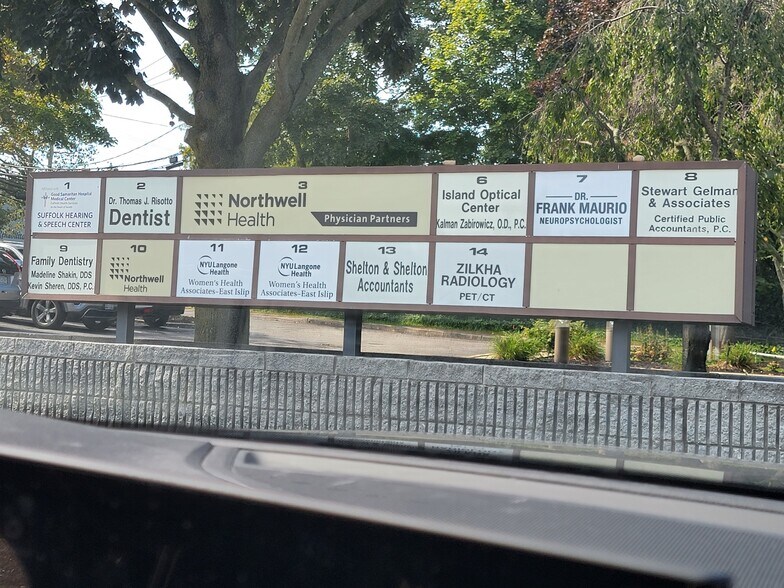 1
Good Samaritan Hospital
Medical Center
SUFFOLK HEARING
& SPEECH CENTER
2
Dr. Thomas J. Risotto
Dentist
3
Northwell
Health
Physician Partners
6
Island Optical
Center
Kalman Zabirowicz, O.D., P.C.
7
DR.
FRANK MAURIO
NEUROPSYCHOLOGIST
8
Stewart Gelman
& Associates
Certified Public
Accountants, P.C.
9
Family Dentistry
Madeline Shakin, DDS
Kevin Sheren, DDS, P.C.
10
Northwell
Health
11
NYU Langone
Health
Women's Health
Associates-East Islip
12
NYU Langone
Health
Women's Health
Associates-East Islip
13
Shelton & Shelton
Accountants
14
ZILKHA
RADIOLOGY
PET/CT